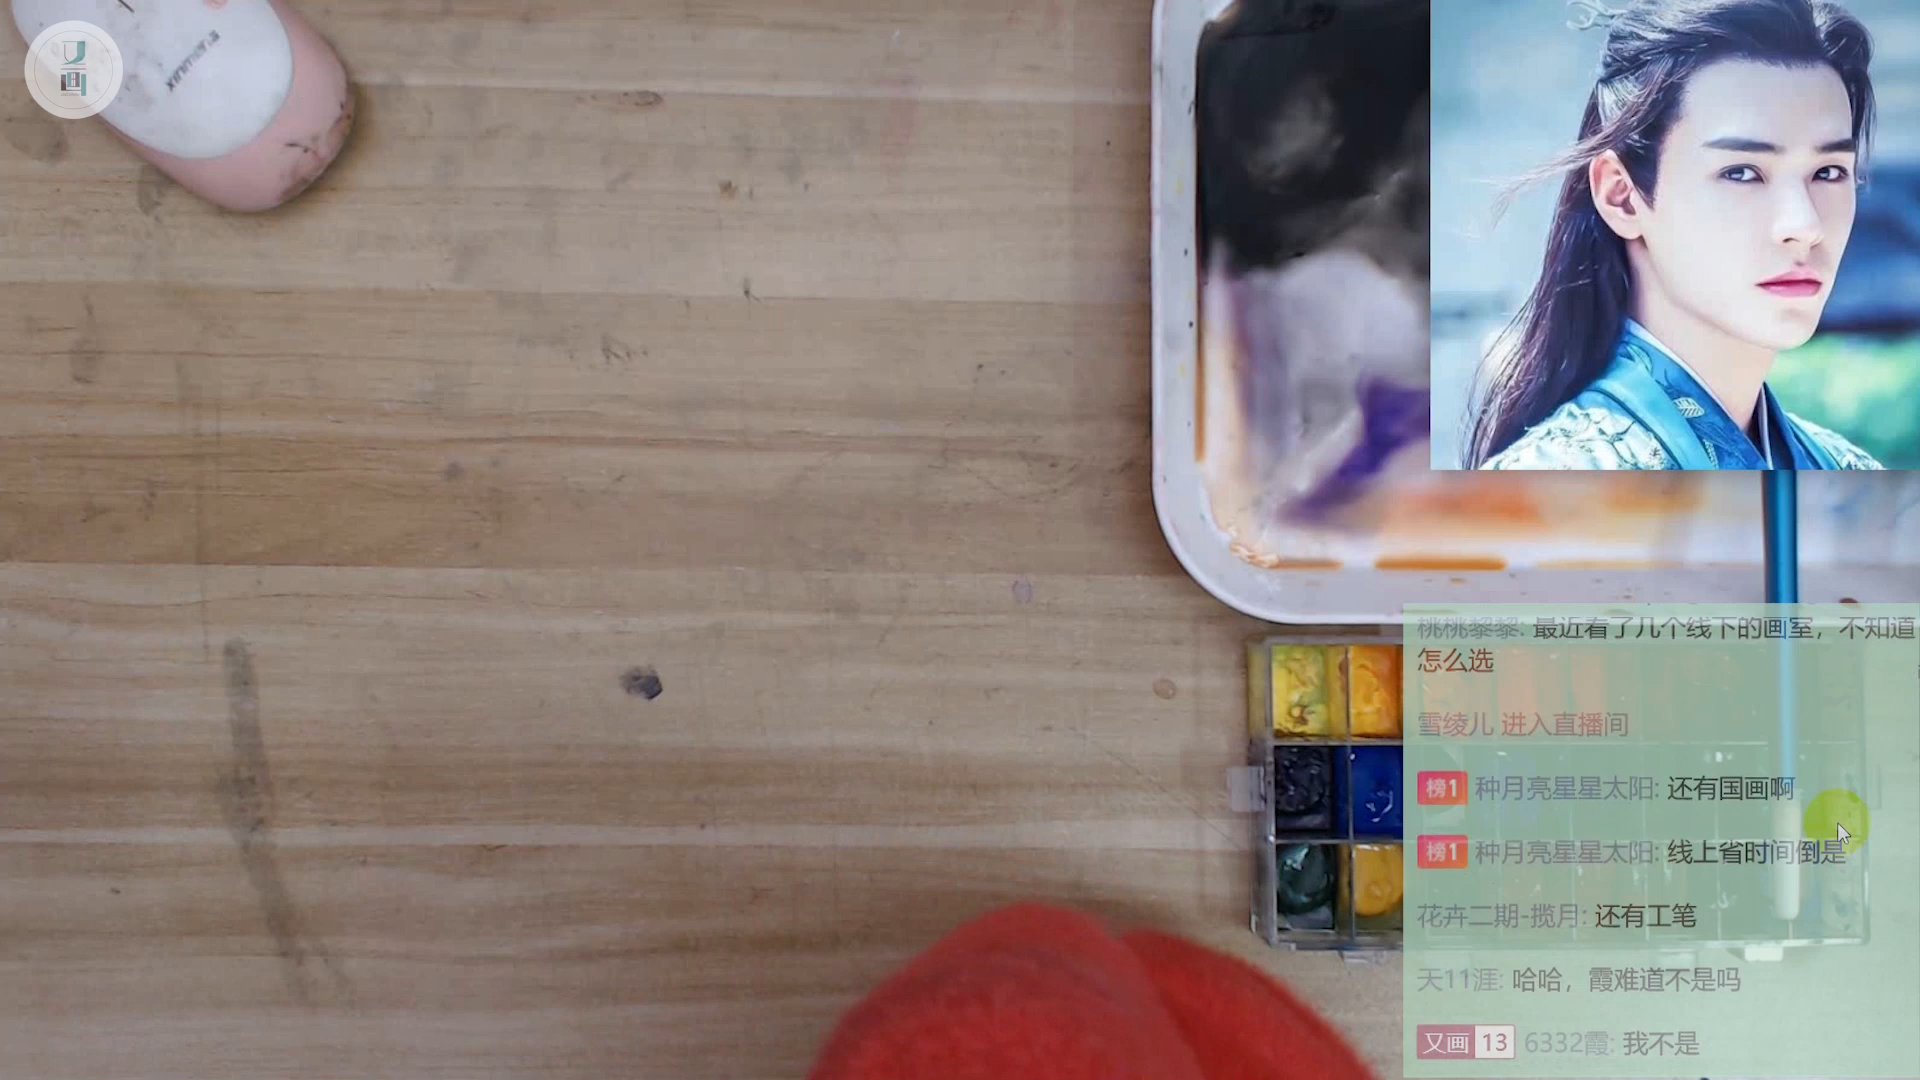 又画
桃桃黎黎: 最近看了几个线下的画室，不知道
怎么选
雪绫儿 进入直播间
榜1 种月亮星星太阳: 还有国画啊
榜1 种月亮星星太阳: 线上省时间倒是
花卉二期-揽月: 还有工笔
天11涯: 哈哈，霞难道不是吗
又画 13 6332霞: 我不是